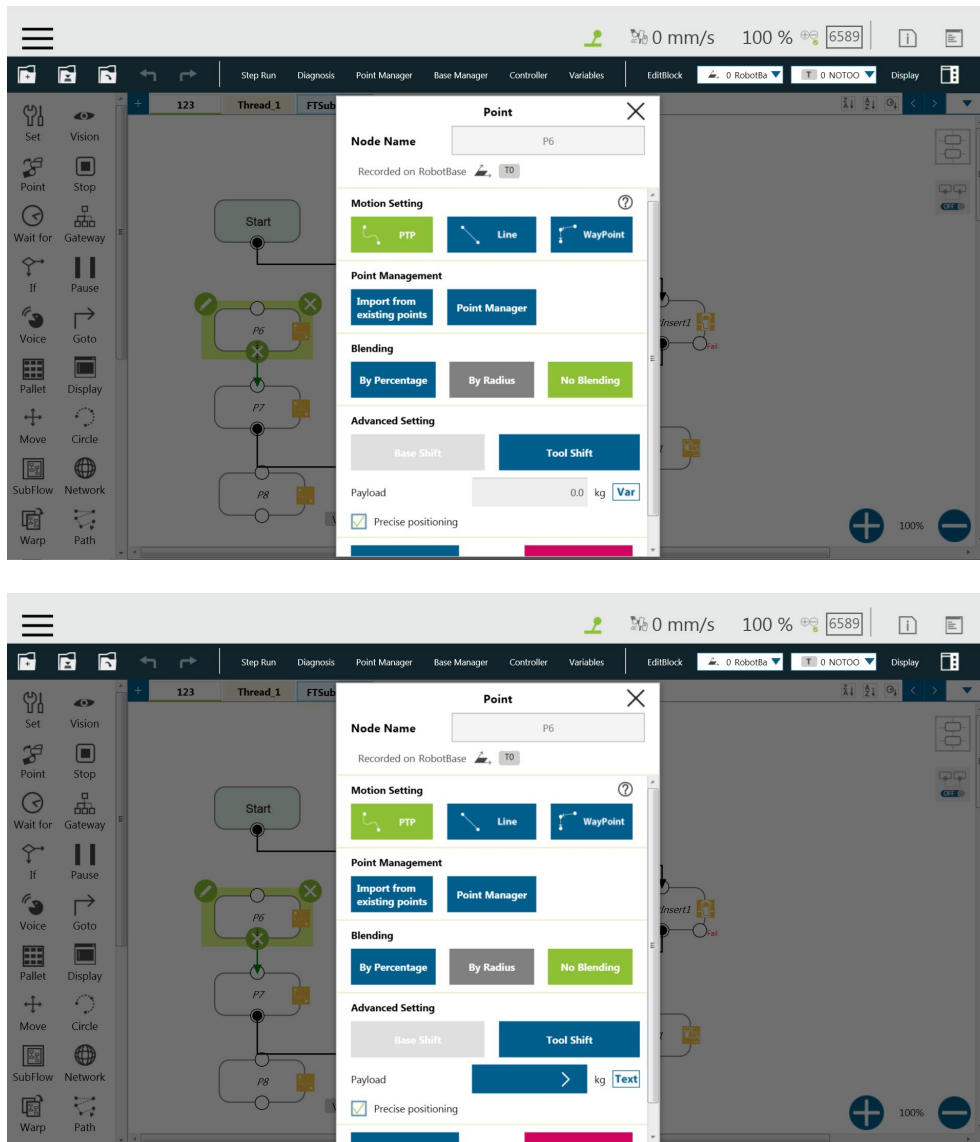 0 mm/s 100 % 6589
Step Run Diagnosis Point Manager Base Manager Controller Variables EditBlock 0 RobotBa T 0 NOTOO Display
123 Thread_1 FTSub
Set Vision
Point Stop
Wait for Gateway
If Pause
Voice Goto
Pallet Display
Move Circle
SubFlow Network
Warp Path
Start
P6
P7
P8
Point
Node Name P6
Recorded on RobotBase T0
Motion Setting
PTP Line WayPoint
Point Management
Import from existing points Point Manager
Blending
By Percentage By Radius No Blending
Advanced Setting
Base Shift Tool Shift
Payload 0.0 kg Var
Precise positioning
Insert1
Fail
OFF
100%
0 mm/s 100 % 6589
Step Run Diagnosis Point Manager Base Manager Controller Variables EditBlock 0 RobotBa T 0 NOTOO Display
123 Thread_1 FTSub
Set Vision
Point Stop
Wait for Gateway
If Pause
Voice Goto
Pallet Display
Move Circle
SubFlow Network
Warp Path
Start
P6
P7
P8
Point
Node Name P6
Recorded on RobotBase T0
Motion Setting
PTP Line WayPoint
Point Management
Import from existing points Point Manager
Blending
By Percentage By Radius No Blending
Advanced Setting
Base Shift Tool Shift
Payload kg Text
Precise positioning
Insert1
Fail
OFF
100%